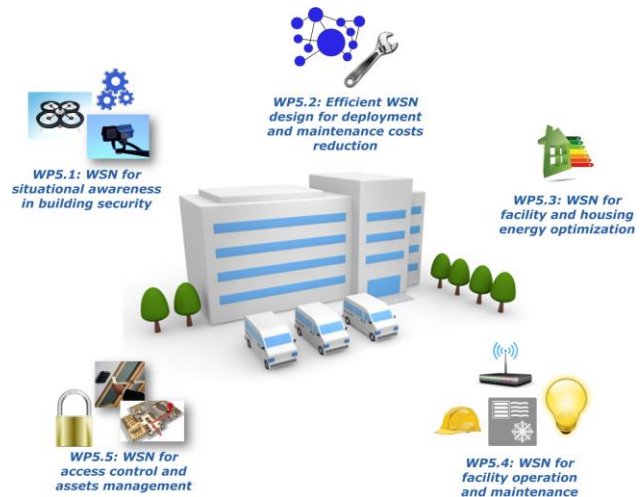 WP5.2: Efficient WSN
design for deployment
and maintenance costs
reduction
WP5.1: WSN for
situational awareness
in building security
WP5.3: WSN for
facility and housing
energy optimization
WP5.5: WSN for
access control and
assets management
WP5.4: WSN for
facility operation
and maintenance